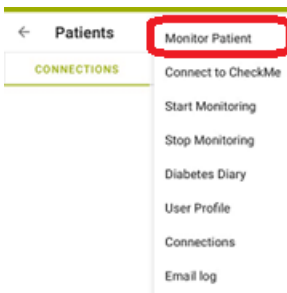 ← Patients
CONNECTIONS
Monitor Patient
Connect to CheckMe
Start Monitoring
Stop Monitoring
Diabetes Diary
User Profile
Connections
Email log